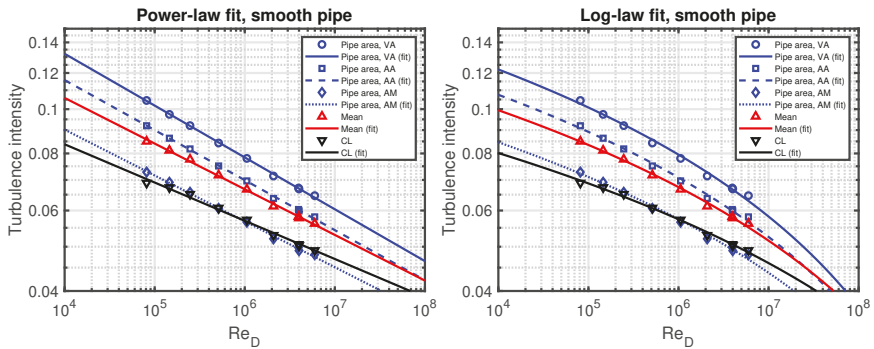 Power-law fit, smooth pipe
0.14
0.12
0.1
0.08
0.06
0.04
Turbulence intensity
Pipe area, VA
Pipe area, VA (fit)
Pipe area, AA
Pipe area, AA (fit)
Pipe area, AM
Pipe area, AM (fit)
Mean
Mean (fit)
CL
CL (fit)
10^4
10^5
10^6
10^7
10^8
Re_D
Log-law fit, smooth pipe
0.14
0.12
0.1
0.08
0.06
0.04
Turbulence intensity
Pipe area, VA
Pipe area, VA (fit)
Pipe area, AA
Pipe area, AA (fit)
Pipe area, AM
Pipe area, AM (fit)
Mean
Mean (fit)
CL
CL (fit)
10^4
10^5
10^6
10^7
10^8
Re_D